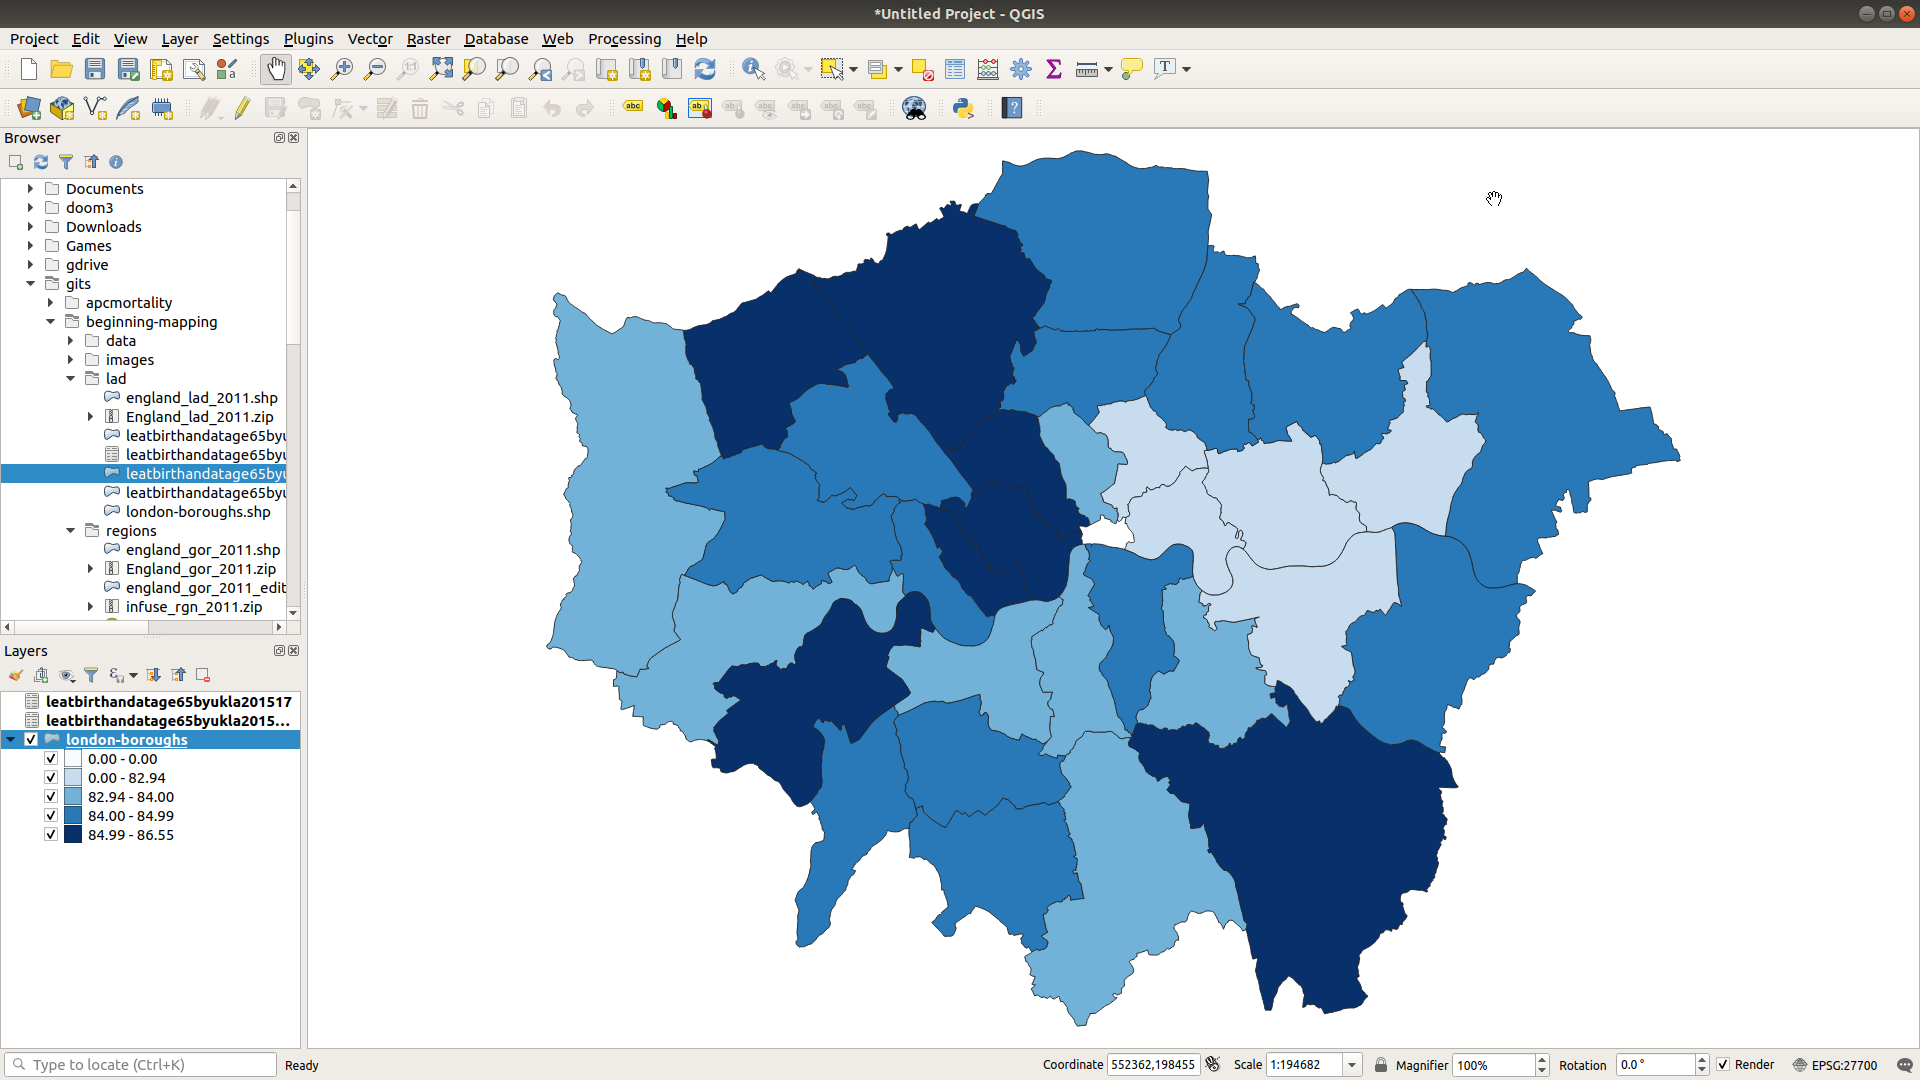 *Untitled Project - QGIS
Project Edit View Layer Settings Plugins Vector Raster Database Web Processing Help
Browser
Documents
doom3
Downloads
Games
gdrive
gits
apcmortality
beginning-mapping
data
images
lad
england_lad_2011.shp
England_lad_2011.zip
leatbirthandatage65byu
leatbirthandatage65byu
leatbirthandatage65byu
leatbirthandatage65byu
london-boroughs.shp
regions
england_gor_2011.shp
England_gor_2011.zip
england_gor_2011_edit
infuse_rgn_2011.zip
Layers
leatbirthandatage65byukla201517
leatbirthandatage65byukla2015...
london-boroughs
0.00 - 0.00
0.00 - 82.94
82.94 - 84.00
84.00 - 84.99
84.99 - 86.55
Type to locate (Ctrl+K) Ready Coordinate 552362,198455 Scale 1:194682 Magnifier 100% Rotation 0.0 ° Render EPSG:27700